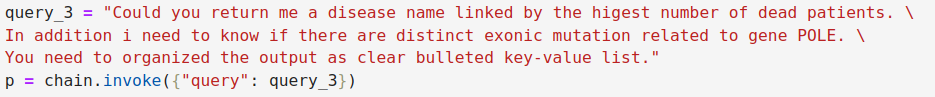 query_3 = "Could you return me a disease name linked by the higest number of dead patients. \
In addition i need to know if there are distinct exonic mutation related to gene POLE. \
You need to organized the output as clear bulleted key-value list."
p = chain.invoke({"query": query_3})